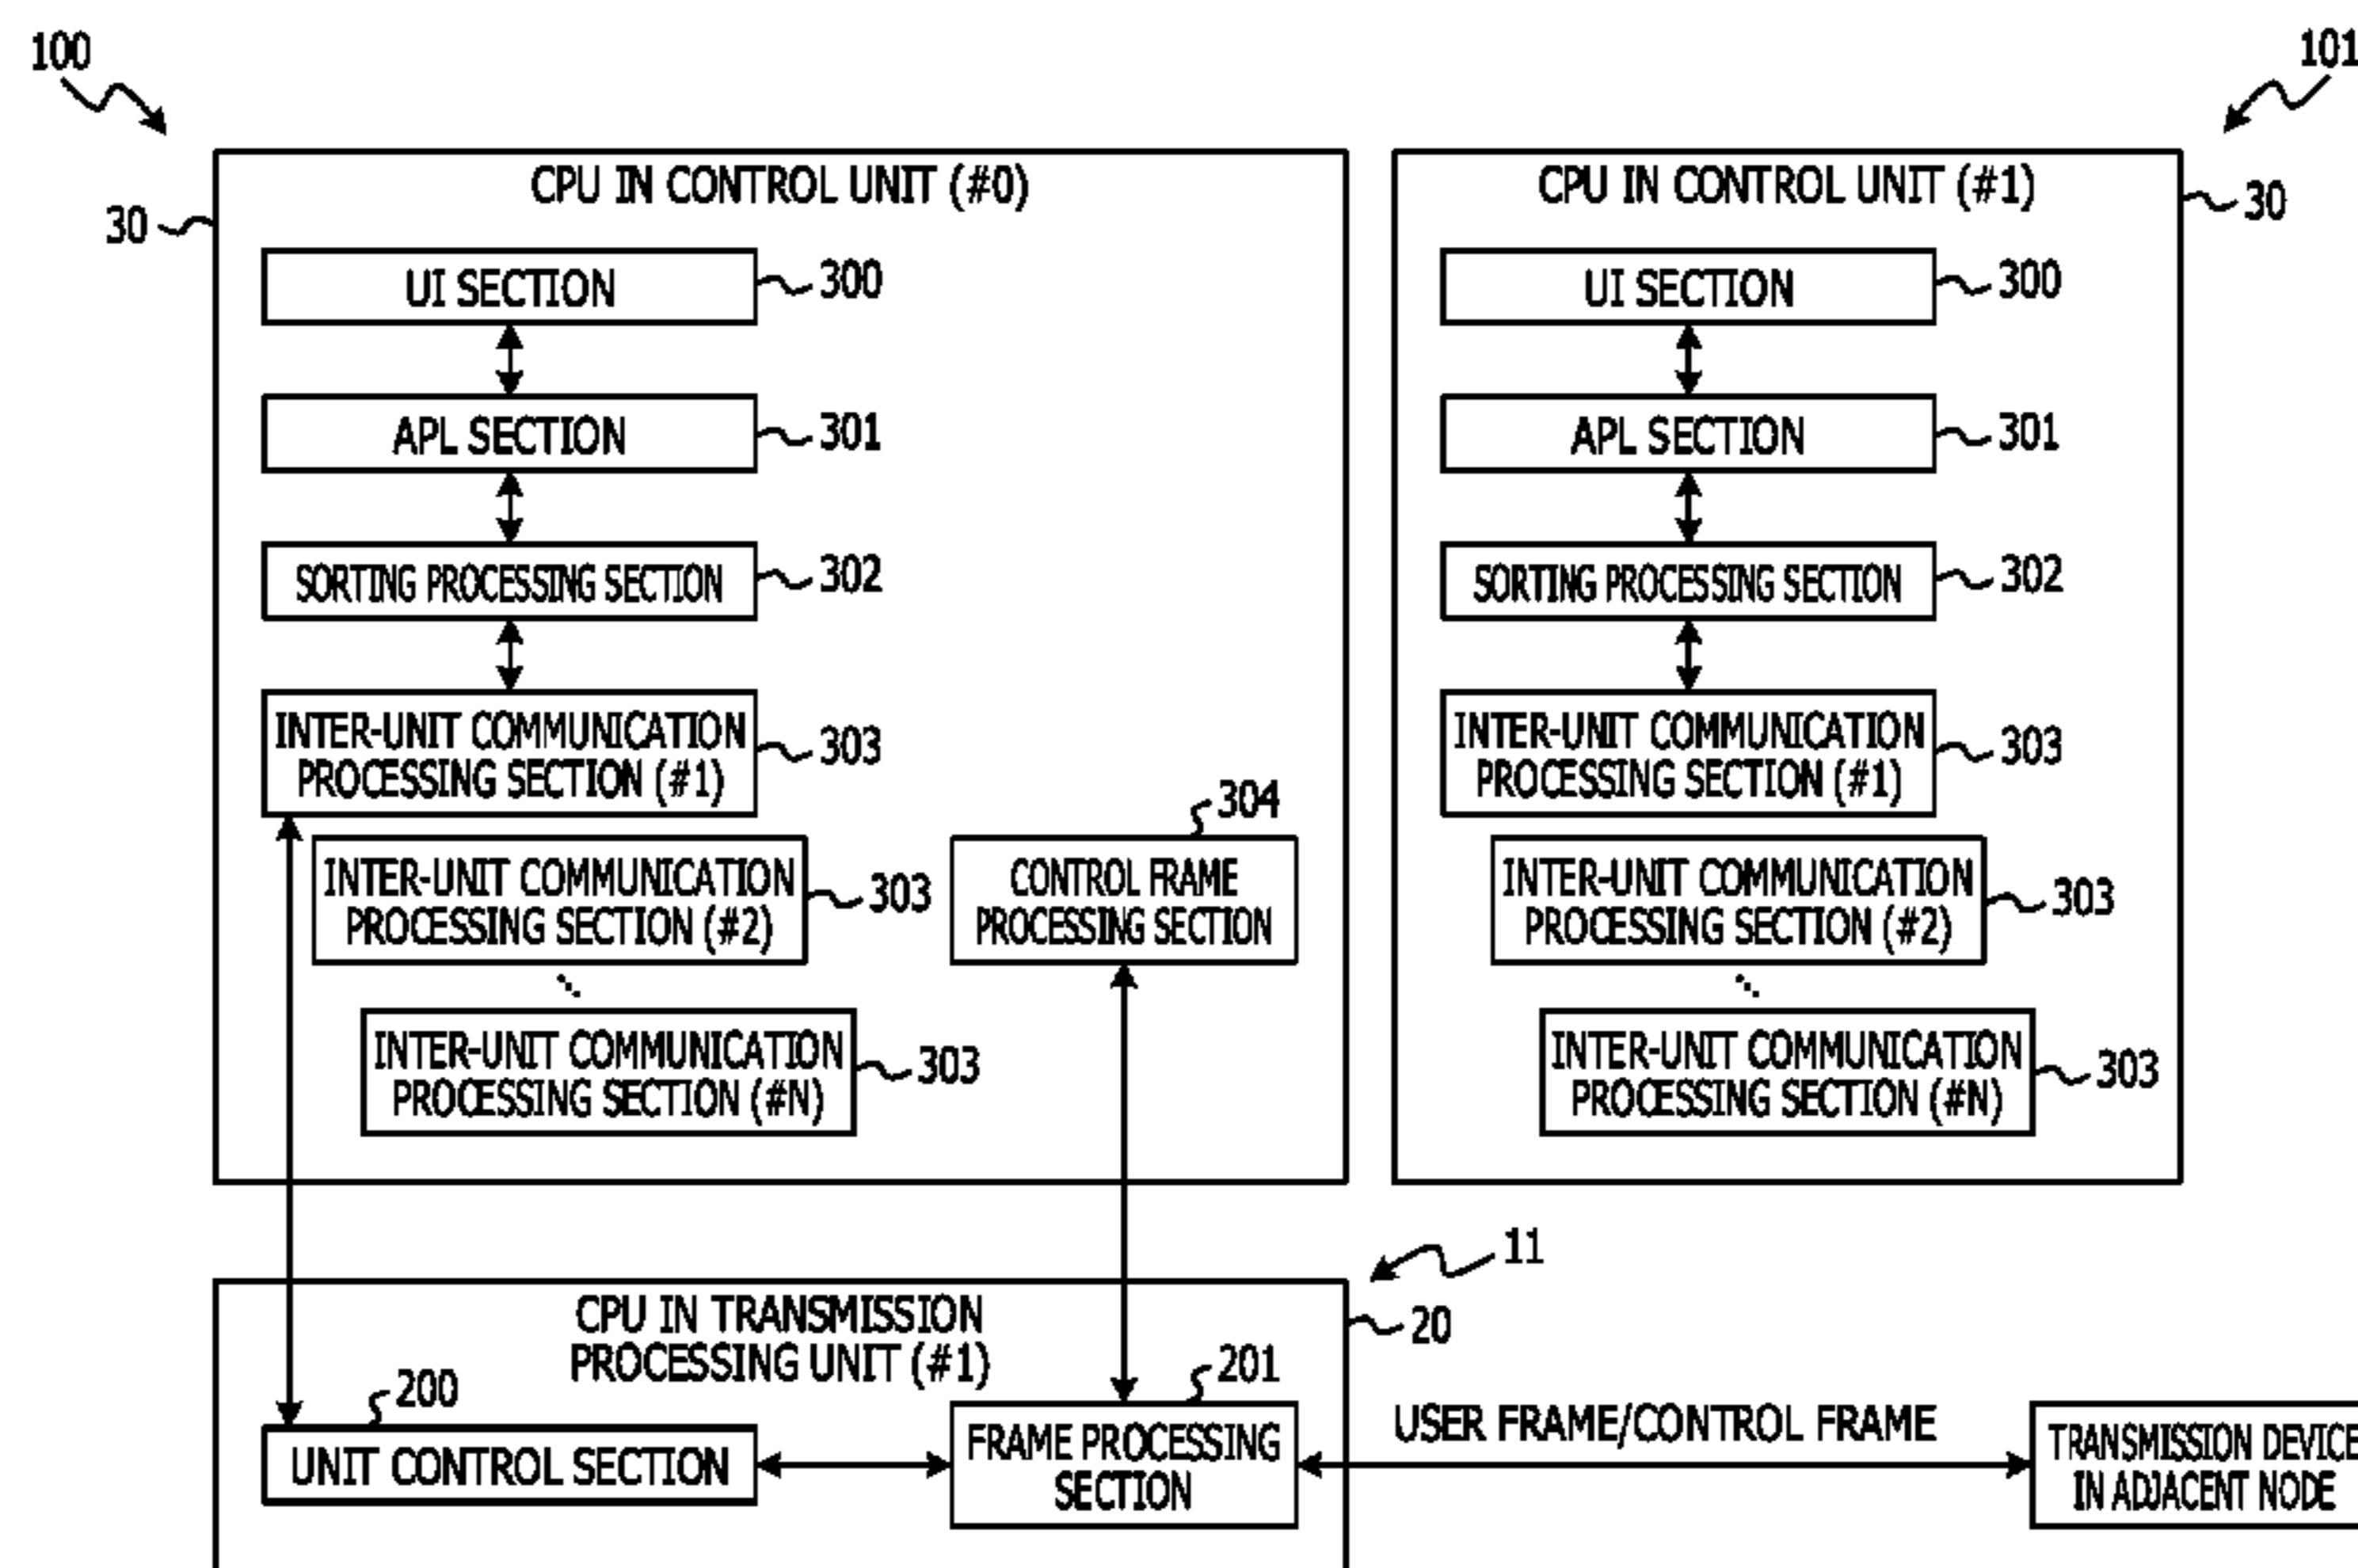 100
101
CPU IN CONTROL UNIT (#0)
30
UI SECTION
300
APL SECTION
301
SORTING PROCESSING SECTION
302
INTER-UNIT COMMUNICATION
PROCESSING SECTION (#1)
303
INTER-UNIT COMMUNICATION
PROCESSING SECTION (#2)
303
INTER-UNIT COMMUNICATION
PROCESSING SECTION (#N)
303
304
CONTROL FRAME
PROCESSING SECTION
CPU IN CONTROL UNIT (#1)
30
UI SECTION
300
APL SECTION
301
SORTING PROCESSING SECTION
302
INTER-UNIT COMMUNICATION
PROCESSING SECTION (#1)
303
INTER-UNIT COMMUNICATION
PROCESSING SECTION (#2)
303
INTER-UNIT COMMUNICATION
PROCESSING SECTION (#N)
303
11
CPU IN TRANSMISSION
PROCESSING UNIT (#1)
20
200
UNIT CONTROL SECTION
201
FRAME PROCESSING
SECTION
USER FRAME/CONTROL FRAME
TRANSMISSION DEVICE
IN ADJACENT NODE